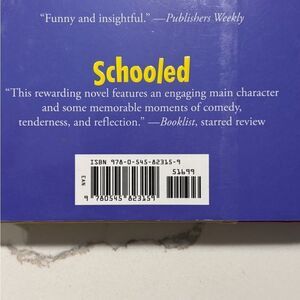 "Funny and insightful." —Publishers Weekly
Schooled
"This rewarding novel features an engaging main character
and some memorable moments of comedy,
tenderness, and reflection." —Booklist, starred review
ISBN 978-0-545-82315-9
51699
EAN
9 780545 823159